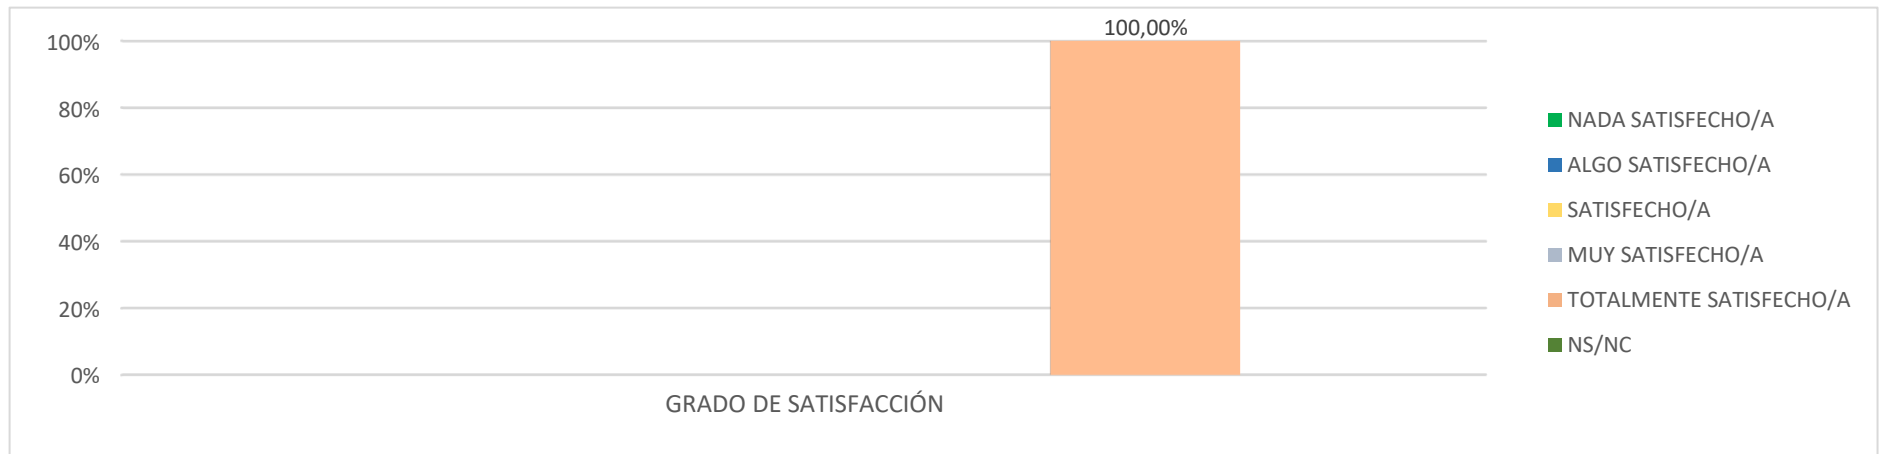 100,00%
100%
80%
60%
40%
20%
0%
GRADO DE SATISFACCIÓN
NADA SATISFECHO/A
ALGO SATISFECHO/A
SATISFECHO/A
MUY SATISFECHO/A
TOTALMENTE SATISFECHO/A
NS/NC